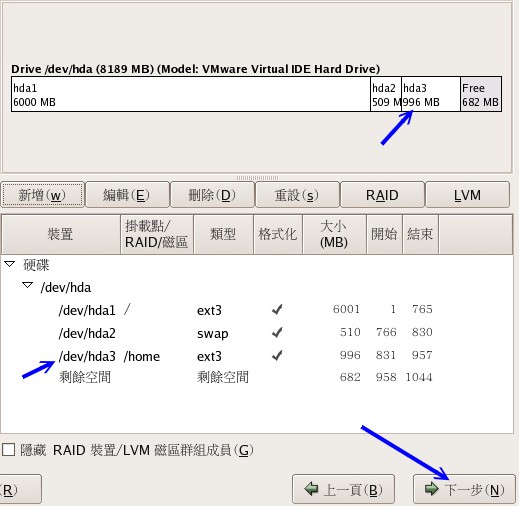 Drive /dev/hda (8189 MB) (Model: VMware Virtual IDE Hard Drive)
hda1 hda2 hda3 Free
6000 MB 509 M 996 MB 682 MB
新增(w) 編輯(E) 刪除(D) 重設(s) RAID LVM
裝置 掛載點/ RAID/磁區 類型 格式化 大小 (MB) 開始 結束
硬碟
/dev/hda
/dev/hda1 / ext3 6001 1 765
/dev/hda2 swap 510 766 830
/dev/hda3 /home ext3 996 831 957
剩餘空間 剩餘空間 682 958 1044
隱藏 RAID 裝置/LVM 磁區群組成員(G)
(R) 上一頁(B) 下一步(N)